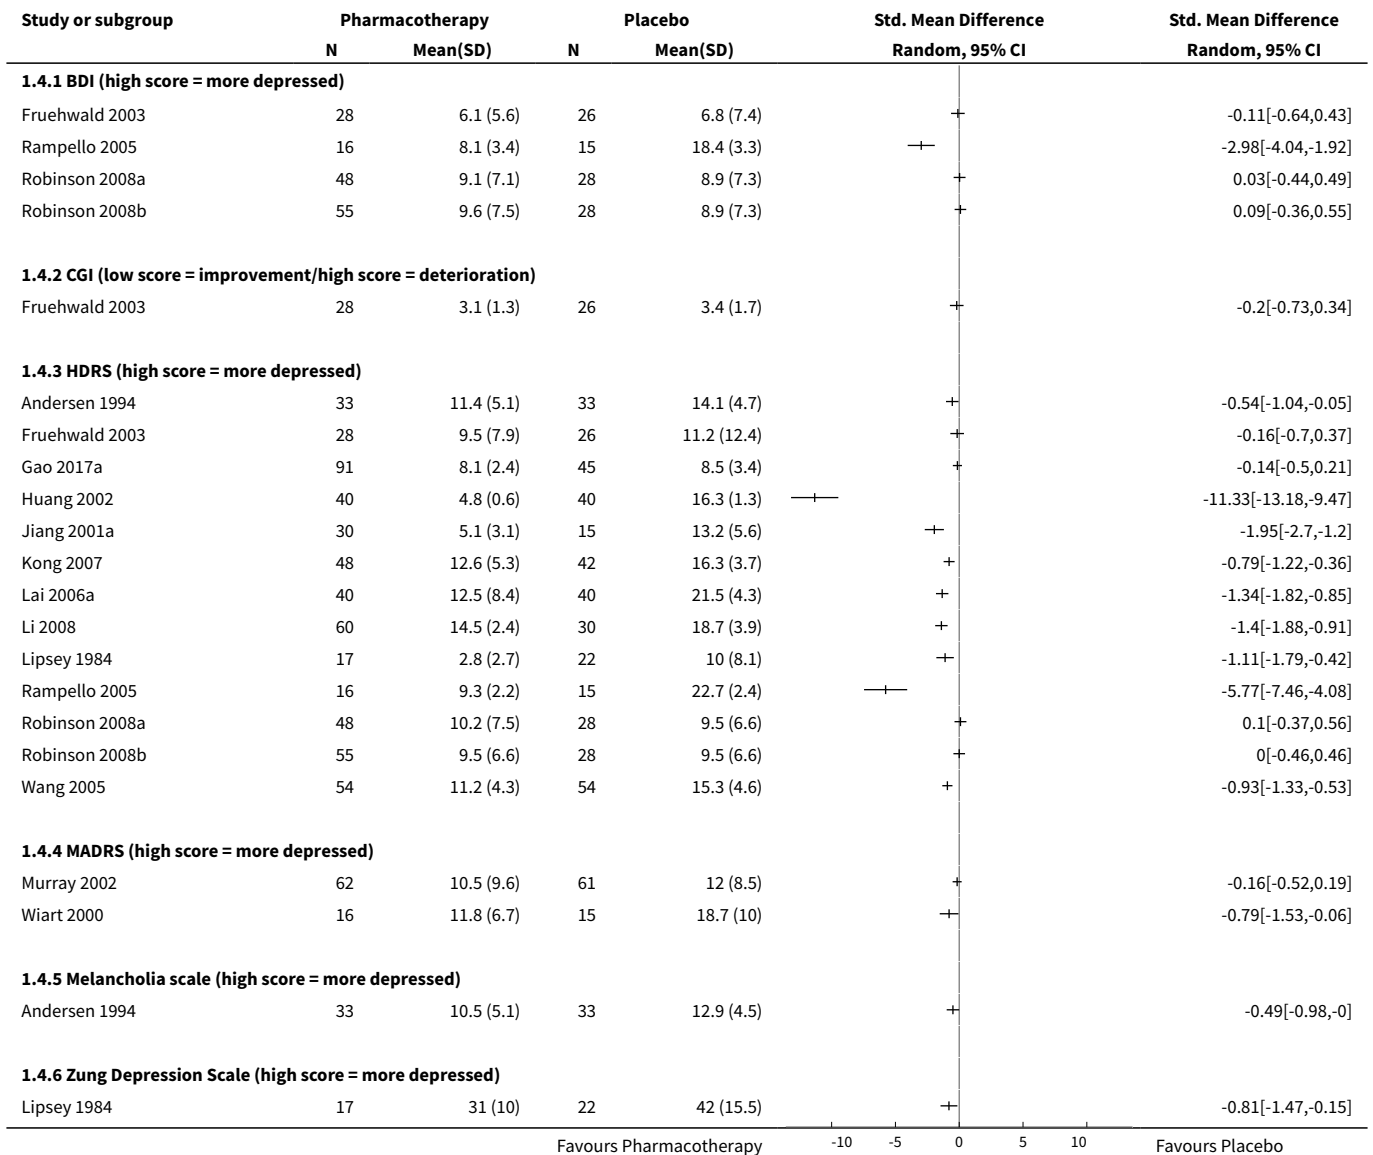 Study or subgroup Pharmacotherapy Placebo Std. Mean Difference Std. Mean Difference
N Mean(SD) N Mean(SD) Random, 95% CI Random, 95% CI
1.4.1 BDI (high score = more depressed)
Fruehwald 2003 28 6.1 (5.6) 26 6.8 (7.4) -0.11[-0.64,0.43]
Rampello 2005 16 8.1 (3.4) 15 18.4 (3.3) -2.98[-4.04,-1.92]
Robinson 2008a 48 9.1 (7.1) 28 8.9 (7.3) 0.03[-0.44,0.49]
Robinson 2008b 55 9.6 (7.5) 28 8.9 (7.3) 0.09[-0.36,0.55]
1.4.2 CGI (low score = improvement/high score = deterioration)
Fruehwald 2003 28 3.1 (1.3) 26 3.4 (1.7) -0.2[-0.73,0.34]
1.4.3 HDRS (high score = more depressed)
Andersen 1994 33 11.4 (5.1) 33 14.1 (4.7) -0.54[-1.04,-0.05]
Fruehwald 2003 28 9.5 (7.9) 26 11.2 (12.4) -0.16[-0.7,0.37]
Gao 2017a 91 8.1 (2.4) 45 8.5 (3.4) -0.14[-0.5,0.21]
Huang 2002 40 4.8 (0.6) 40 16.3 (1.3) -11.33[-13.18,-9.47]
Jiang 2001a 30 5.1 (3.1) 15 13.2 (5.6) -1.95[-2.7,-1.2]
Kong 2007 48 12.6 (5.3) 42 16.3 (3.7) -0.79[-1.22,-0.36]
Lai 2006a 40 12.5 (8.4) 40 21.5 (4.3) -1.34[-1.82,-0.85]
Li 2008 60 14.5 (2.4) 30 18.7 (3.9) -1.4[-1.88,-0.91]
Lipsey 1984 17 2.8 (2.7) 22 10 (8.1) -1.11[-1.79,-0.42]
Rampello 2005 16 9.3 (2.2) 15 22.7 (2.4) -5.77[-7.46,-4.08]
Robinson 2008a 48 10.2 (7.5) 28 9.5 (6.6) 0.1[-0.37,0.56]
Robinson 2008b 55 9.5 (6.6) 28 9.5 (6.6) 0[-0.46,0.46]
Wang 2005 54 11.2 (4.3) 54 15.3 (4.6) -0.93[-1.33,-0.53]
1.4.4 MADRS (high score = more depressed)
Murray 2002 62 10.5 (9.6) 61 12 (8.5) -0.16[-0.52,0.19]
Wiart 2000 16 11.8 (6.7) 15 18.7 (10) -0.79[-1.53,-0.06]
1.4.5 Melancholia scale (high score = more depressed)
Andersen 1994 33 10.5 (5.1) 33 12.9 (4.5) -0.49[-0.98,-0]
1.4.6 Zung Depression Scale (high score = more depressed)
Lipsey 1984 17 31 (10) 22 42 (15.5) -0.81[-1.47,-0.15]
Favours Pharmacotherapy -10 -5 0 5 10 Favours Placebo